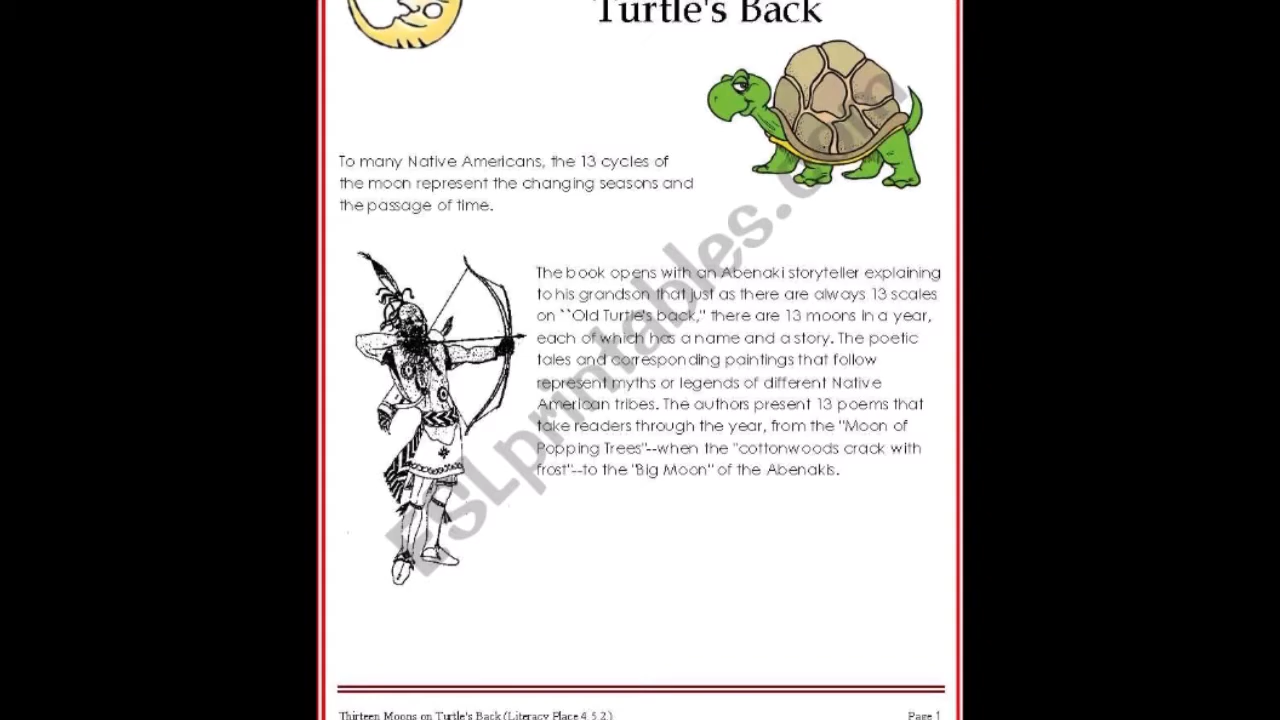 Turtle's Back
To many Native Americans, the 13 cycles of
the moon represent the changing seasons and
the passage of time.
The book opens with an Abenaki storyteller explaining
to his grandson that just as there are always 13 scales
on ``Old Turtle's back," there are 13 moons in a year,
each of which has a name and a story. The poetic
tales and corresponding paintings that follow
represent myths or legends of different Native
American tribes. The authors present 13 poems that
take readers through the year, from the "Moon of
Popping Trees"--when the "cottonwoods crack with
frost"--to the "Big Moon" of the Abenakis.
ESLprintables.com
Thirteen Moons on Turtle's Back (Literacy Place 4.5.2.) Page 1